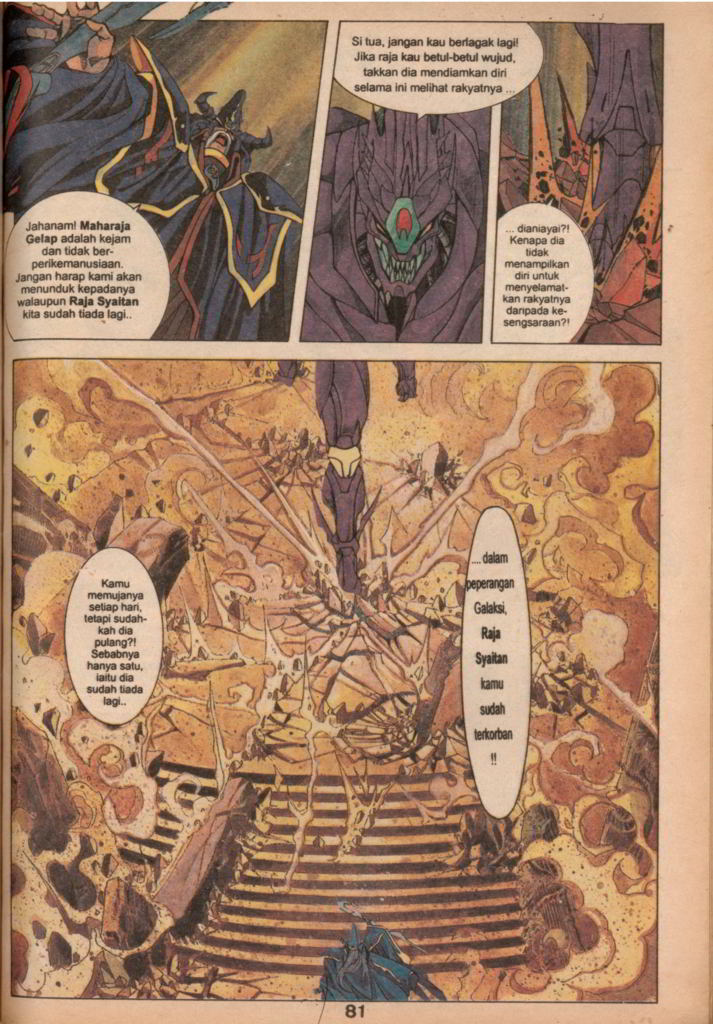 Jahanam! Maharaja
Gelap adalah kejam
dan tidak ber-
perikemanusiaan.
Jangan harap kami akan
menunduk kepadanya
walaupun Raja Syaitan
kita sudah tiada lagi..
Si tua, jangan kau berlagak lagi!
Jika raja kau betul-betul wujud,
takkan dia mendiamkan diri
selama ini melihat rakyatnya ...
... dianiayai?!
Kenapa dia
tidak
menampilkan
diri untuk
menyelamat-
kan rakyatnya
daripada ke-
sengsaraan?!
Kamu
memujanya
setiap hari,
tetapi sudah-
kah dia
pulang?!
Sebabnya
hanya satu,
iaitu dia
sudah tiada
lagi..
.... dalam
peperangan
Galaksi,
Raja
Syaitan
kamu
sudah
terkorban
!!
81